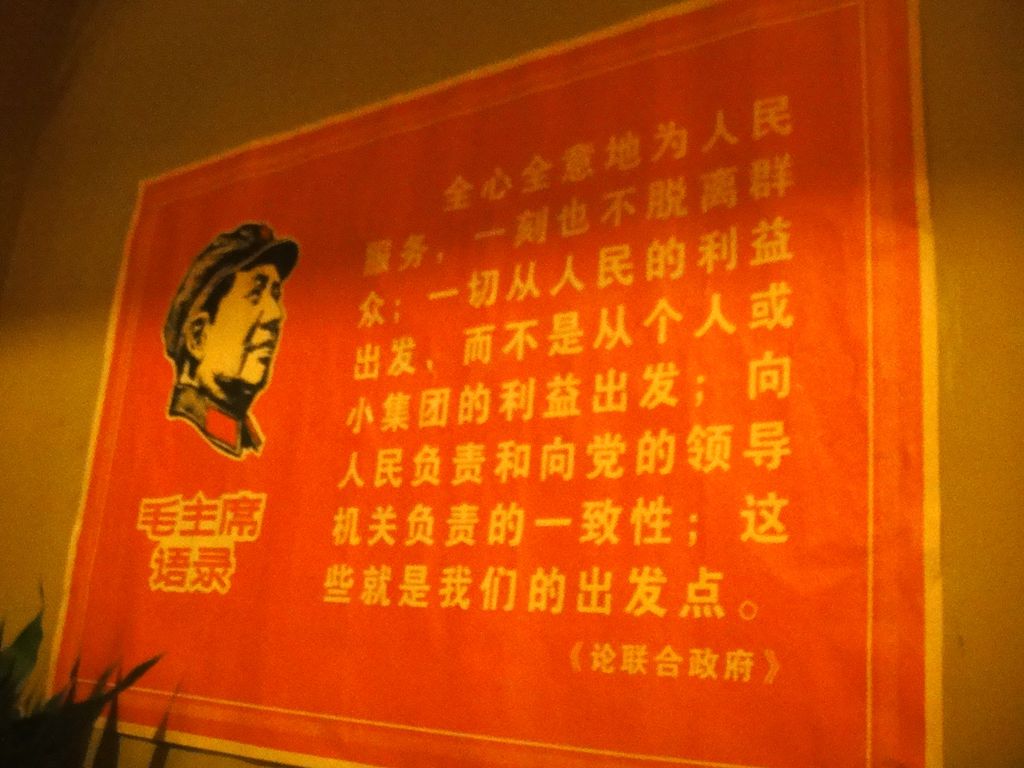 全心全意地为人民
服务,一刻也不脱离群
众;一切从人民的利益
出发,而不是从个人或
小集团的利益出发;向
人民负责和向党的领导
机关负责的一致性;这
些就是我们的出发点。
《论联合政府》
毛主席
语录